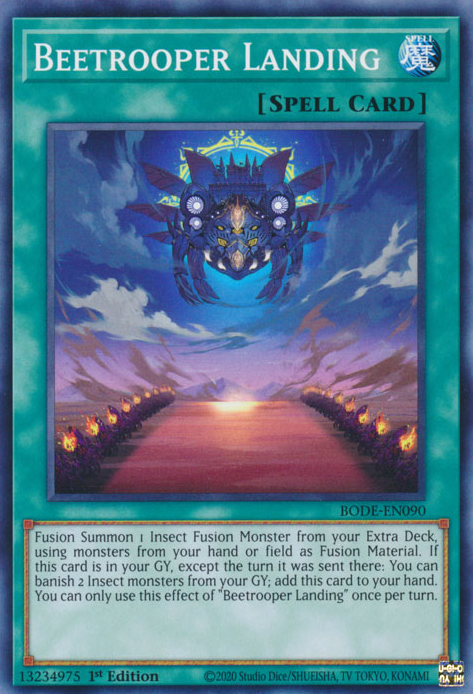 BEETROOPER LANDING
SPELL
魔
[SPELL CARD]
BODE-EN090
Fusion Summon 1 Insect Fusion Monster from your Extra Deck,
using monsters from your hand or field as Fusion Material. If
this card is in your GY, except the turn it was sent there: You can
banish 2 Insect monsters from your GY; add this card to your hand.
You can only use this effect of "Beetrooper Landing" once per turn.
13234975 1st Edition ©2020 Studio Dice/SHUEISHA, TV TOKYO, KONAMI